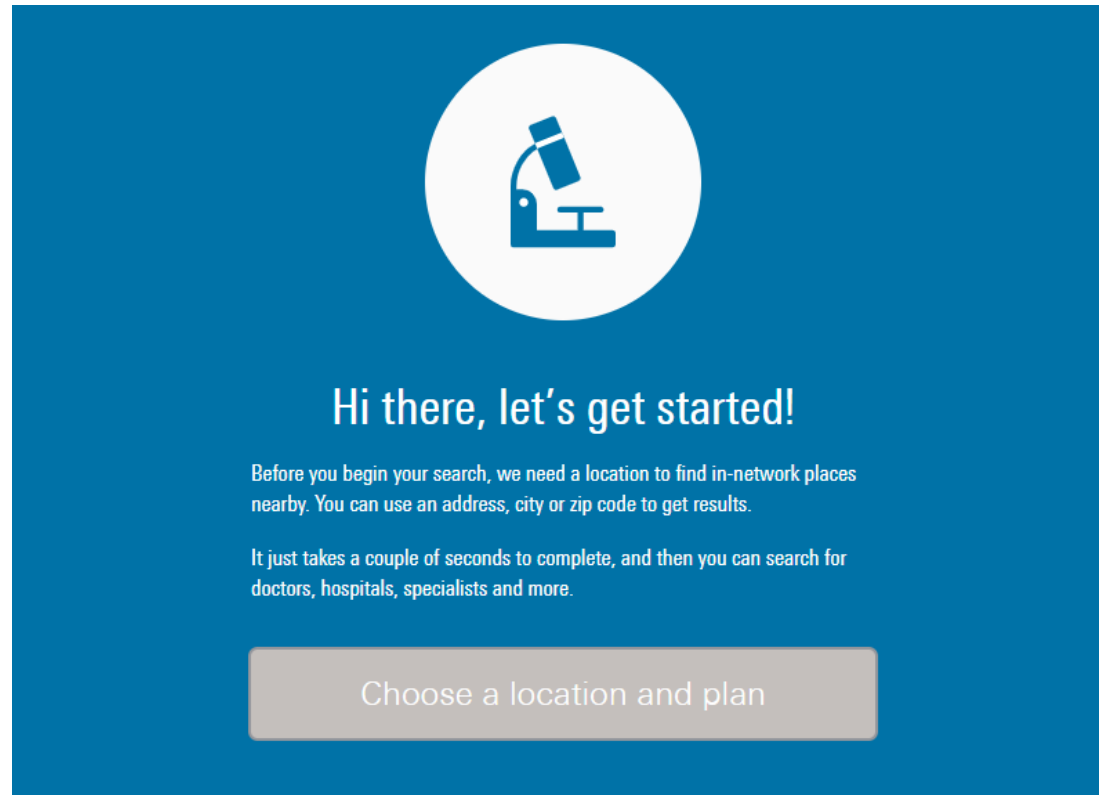 Hi there, let's get started!
Before you begin your search, we need a location to find in-network places
nearby. You can use an address, city or zip code to get results.
It just takes a couple of seconds to complete, and then you can search for
doctors, hospitals, specialists and more.
Choose a location and plan